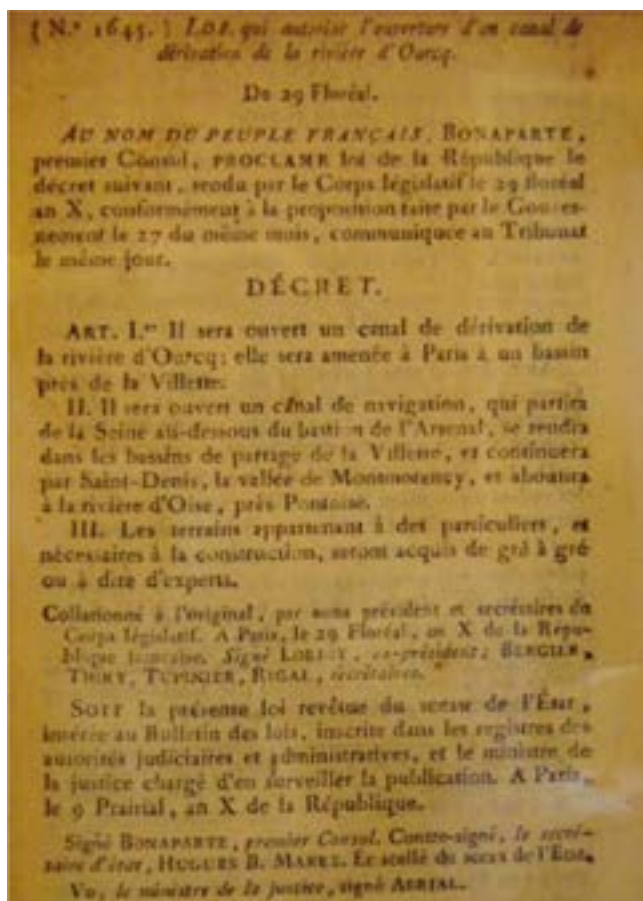 ( N.º 1645. ) LOI qui autorise l'ouverture d'un canal de
dérivation de la rivière d'Ourcq.
Du 29 Floréal.
AU NOM DU PEUPLE FRANÇAIS, BONAPARTE,
premier Consul, PROCLAME loi de la République le
décret suivant, rendu par le Corps législatif le 29 floréal
an X, conformément à la proposition faite par le Gouver-
nement le 27 du même mois, communiquée au Tribunat
le même jour.
DÉCRET.
ART. I.er Il sera ouvert un canal de dérivation de
la rivière d'Ourcq; elle sera amenée à Paris à un bassin
près de la Villette.
II. Il sera ouvert un canal de navigation, qui partira
de la Seine au-dessous du bastion de l'Arsenal, se rendra
dans les bassins de partage de la Villette, et continuera
par Saint-Denis, la vallée de Montmorency, et aboutira
à la rivière d'Oise, près Pontoise.
III. Les terrains appartenant à des particuliers, et
nécessaires à la construction, seront acquis de gré à gré
ou à dire d'experts.
Collationné à l'original, par nous président et secrétaires du
Corps législatif. A Paris, le 29 Floréal, an X de la Répu-
blique française. Signé président; BERGIER,
THIRY, TUPINIER, RIGAL, secrétaires.
SOIT la présente loi revêtue du sceau de l'État,
insérée au Bulletin des lois, inscrite dans les registres des
autorités judiciaires et administratives, et le ministre de
la justice chargé d'en surveiller la publication. A Paris,
le 9 Prairial, an X de la République.
Signé BONAPARTE, premier Consul. Contre-signé, le secré-
taire d'état, HUGUES B. MARET. Et scellé du sceau de l'État.
Vu, le ministre de la justice, signé ABRIAL.